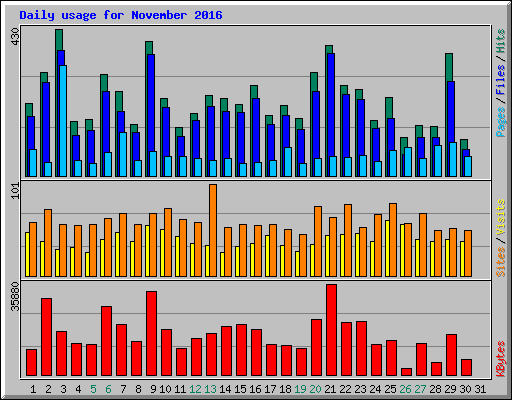 Daily usage for November 2016
430
Pages / Files / Hits
101
Sites / Visits
35880
KBytes
1 2 3 4 5 6 7 8 9 10 11 12 13 14 15 16 17 18 19 20 21 22 23 24 25 26 27 28 29 30 31